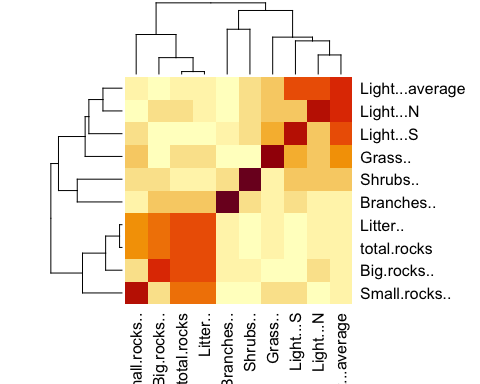 Light...average
Light...N
Light...S
Grass..
Shrubs..
Branches..
Litter..
total.rocks
Big.rocks..
Small.rocks..
nall.rocks..
Big.rocks..
total.rocks
Litter..
Branches..
Shrubs..
Grass..
Light...S
Light...N
...average